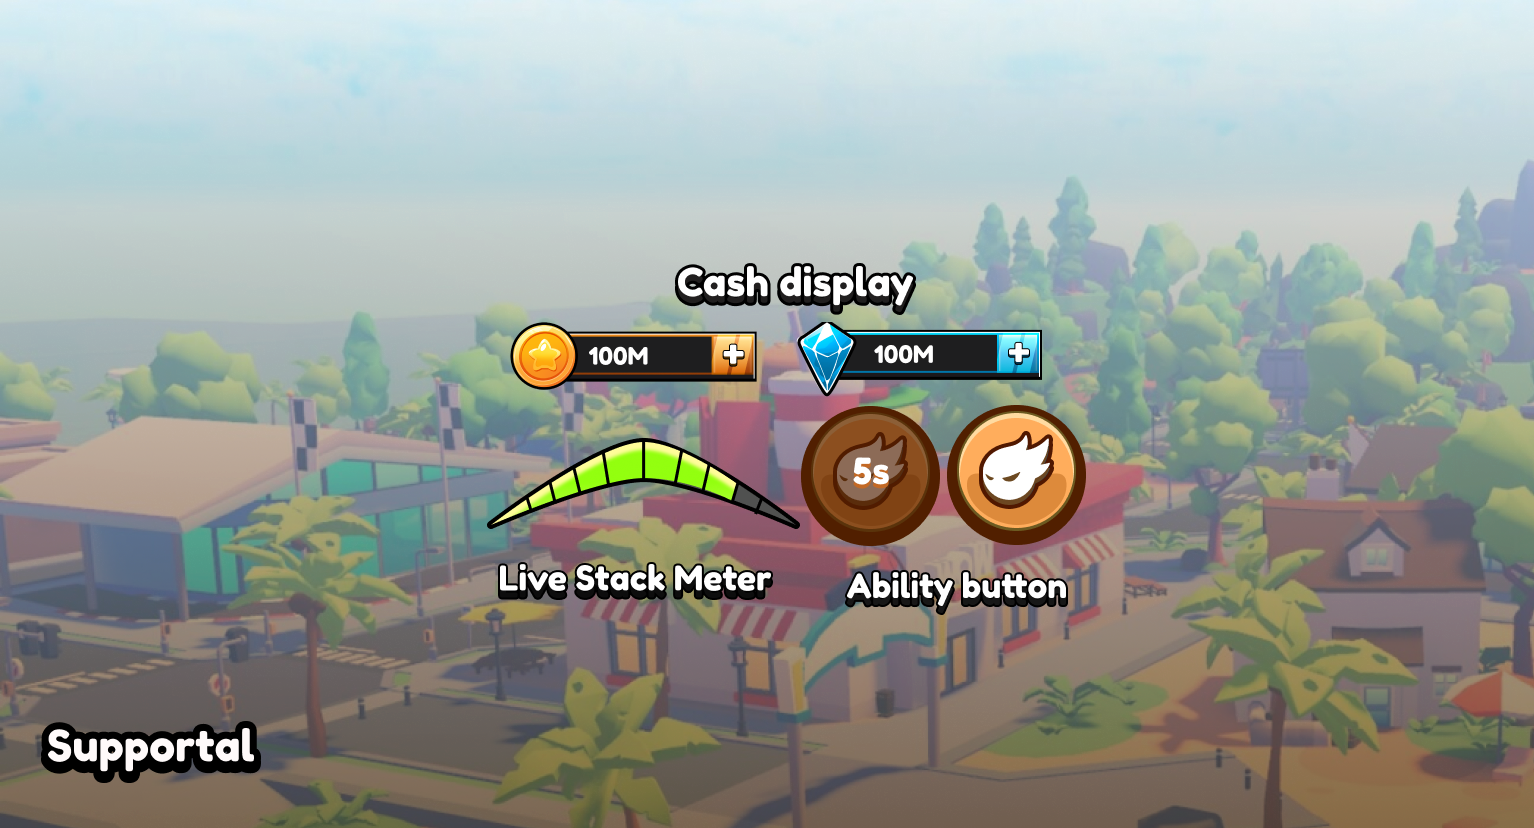 Cash display
100M +
100M +
5s
Live Stack Meter
Ability button
Supportal